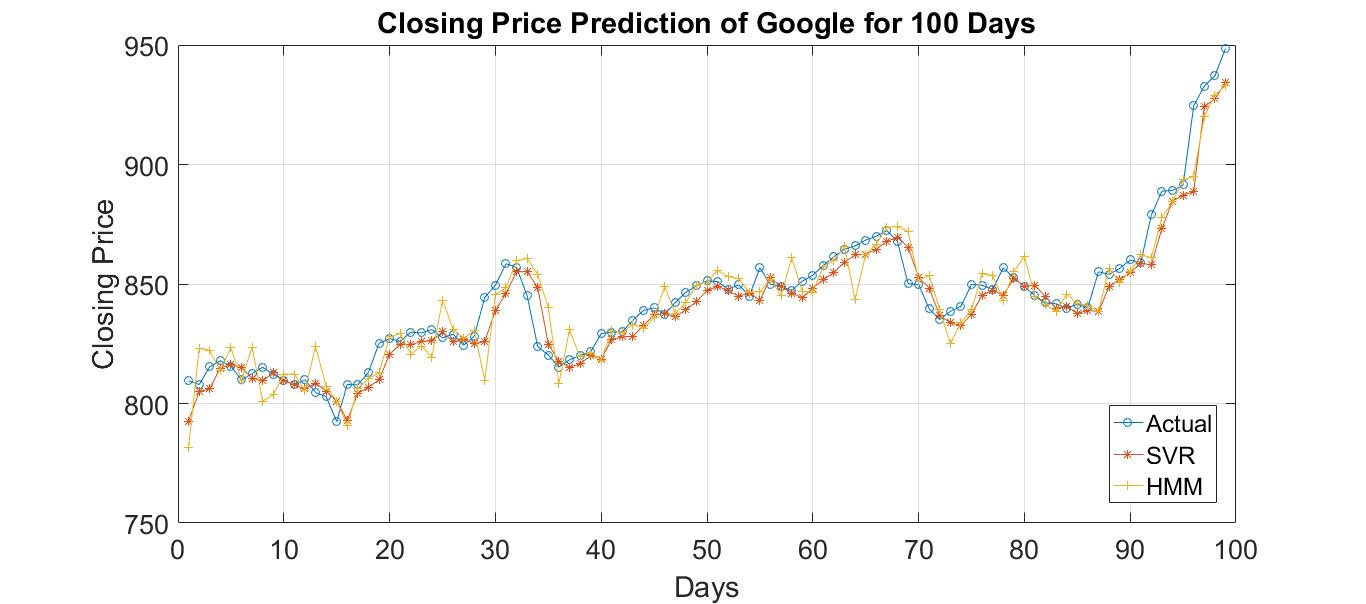 Closing Price Prediction of Google for 100 Days
950
900
850
800
750
Closing Price
0 10 20 30 40 50 60 70 80 90 100
Days
Actual
SVR
HMM